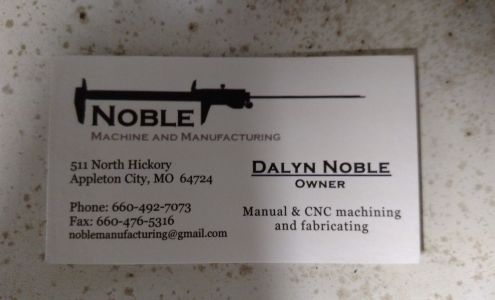 NOBLE
MACHINE AND MANUFACTURING
511 North Hickory
Appleton City, MO 64724
Phone: 660-492-7073
Fax: 660-476-5316
noblemanufacturing@gmail.com
DALYN NOBLE
OWNER
Manual & CNC machining
and fabricating